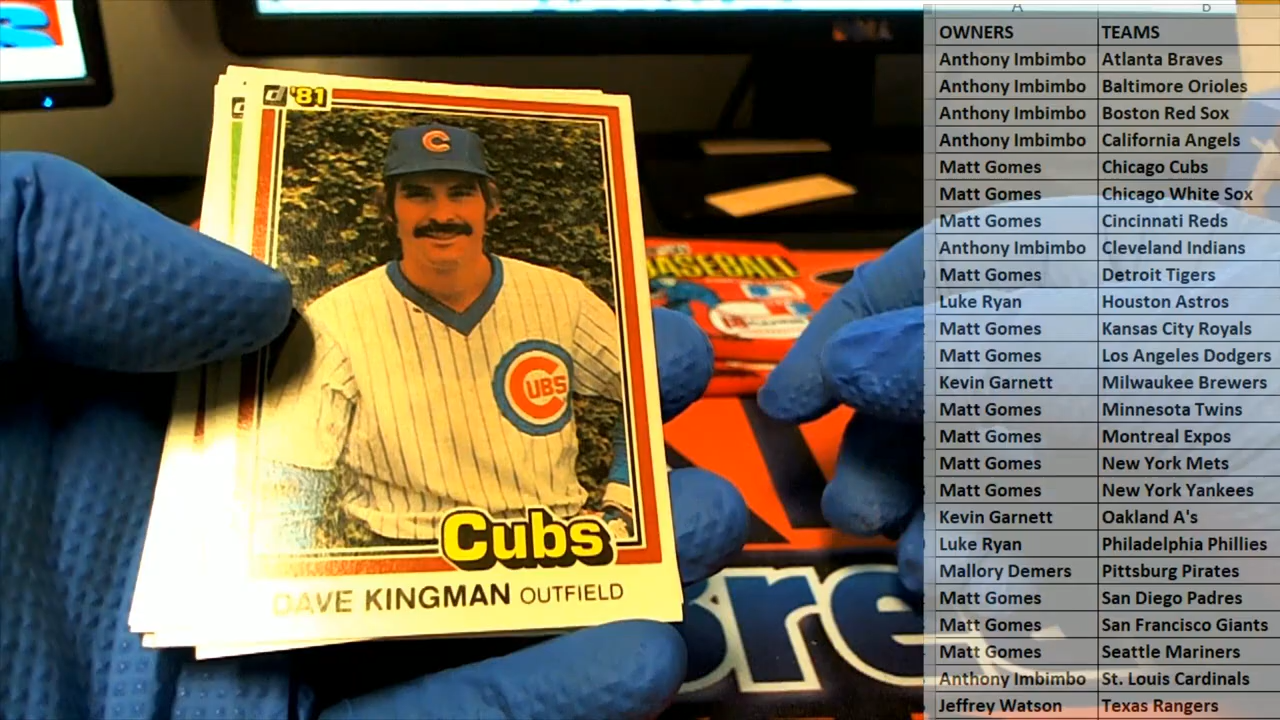 '81
C
UBS
Cubs
DAVE KINGMAN OUTFIELD
BASEBALL
A B
OWNERS TEAMS
Anthony Imbimbo Atlanta Braves
Anthony Imbimbo Baltimore Orioles
Anthony Imbimbo Boston Red Sox
Anthony Imbimbo California Angels
Matt Gomes Chicago Cubs
Matt Gomes Chicago White Sox
Matt Gomes Cincinnati Reds
Anthony Imbimbo Cleveland Indians
Matt Gomes Detroit Tigers
Luke Ryan Houston Astros
Matt Gomes Kansas City Royals
Matt Gomes Los Angeles Dodgers
Kevin Garnett Milwaukee Brewers
Matt Gomes Minnesota Twins
Matt Gomes Montreal Expos
Matt Gomes New York Mets
Matt Gomes New York Yankees
Kevin Garnett Oakland A's
Luke Ryan Philadelphia Phillies
Mallory Demers Pittsburg Pirates
Matt Gomes San Diego Padres
Matt Gomes San Francisco Giants
Matt Gomes Seattle Mariners
Anthony Imbimbo St. Louis Cardinals
Jeffrey Watson Texas Rangers